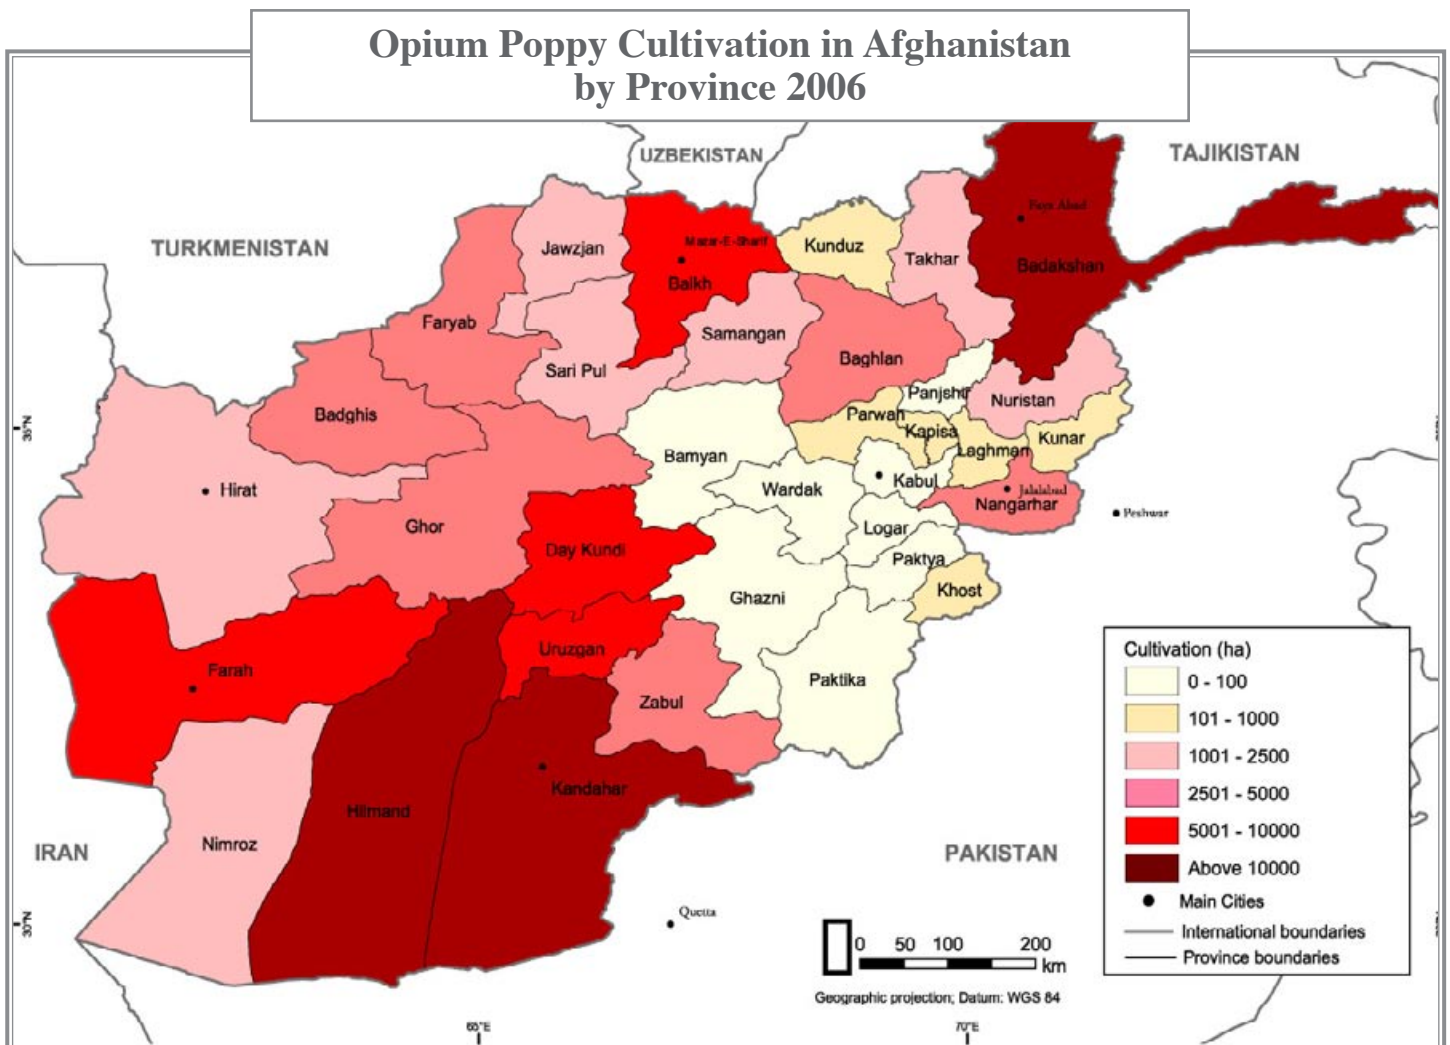 Opium Poppy Cultivation in Afghanistan
by Province 2006
UZBEKISTAN
TAJIKISTAN
TURKMENISTAN
Fayz Abad
Jawzjan
Mazar-E-Sharif
Kunduz
Takhar
Badakshan
Balkh
Faryab
Samangan
Baghlan
Sari Pul
Panjshir
Nuristan
Badghis
Parwan
Kapisa
Kunar
35°N
Laghman
Bamyan
Hirat
Wardak
Kabul
Jalalabad
Nangarhar
Peshwar
Ghor
Logar
Day Kundi
Paktya
Ghazni
Khost
Uruzgan
Farah
Paktika
Zabul
Kandahar
Hilmand
Nimroz
IRAN
PAKISTAN
Quetta
30°N
Cultivation (ha)
0 - 100
101 - 1000
1001 - 2500
2501 - 5000
5001 - 10000
Above 10000
Main Cities
International boundaries
Province boundaries
0 50 100 200
km
Geographic projection; Datum: WGS 84
65°E
70°E